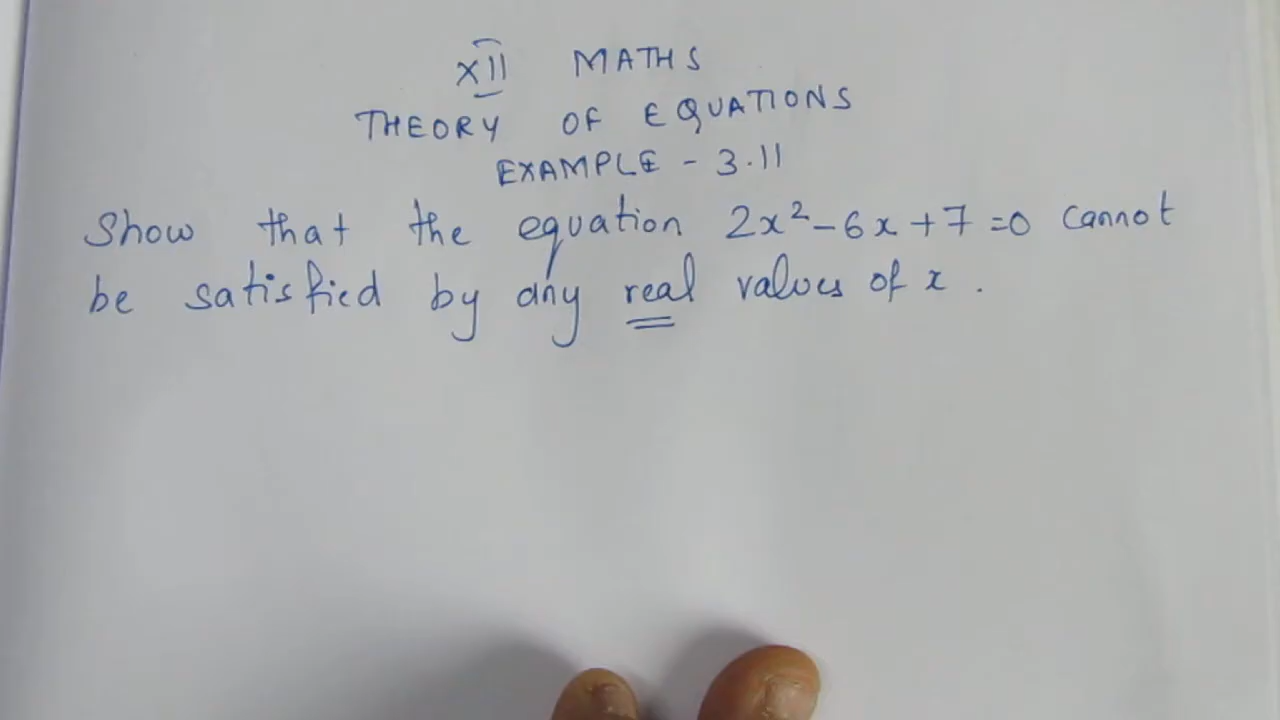 XII MATHS
THEORY OF EQUATIONS
EXAMPLE - 3.11
Show that the equation 2x² - 6x + 7 = 0 cannot
be satisfied by any real values of x .